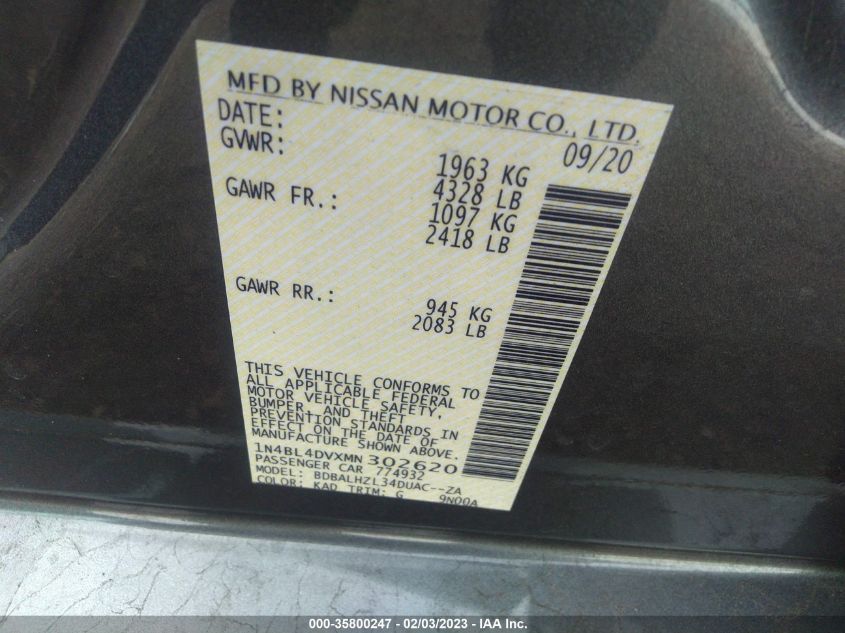 MFD BY NISSAN MOTOR CO., LTD.
DATE: 09/20
GVWR: 1963 KG
4328 LB
GAWR FR.: 1097 KG
2418 LB
GAWR RR.: 945 KG
2083 LB
THIS VEHICLE CONFORMS TO
ALL APPLICABLE FEDERAL
MOTOR VEHICLE SAFETY,
BUMPER, AND THEFT
PREVENTION STANDARDS IN
EFFECT ON THE DATE OF
MANUFACTURE SHOWN ABOVE.
1N4BL4DVXMN302620
PASSENGER CAR 774932
MODEL: BDBALHZL34DUAC--ZA
COLOR: KAD TRIM: G 9N00A
000-35800247 - 02/03/2023 - IAA Inc.